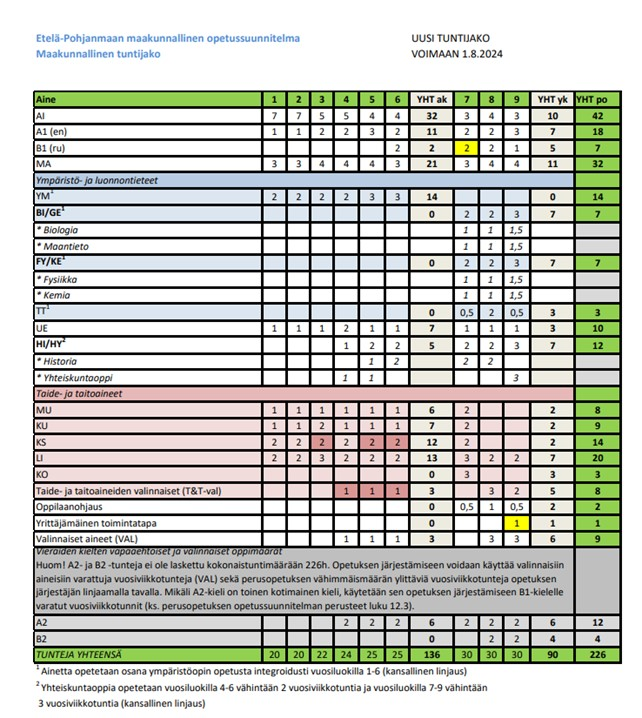 Etelä-Pohjanmaan maakunnallinen opetussuunnitelma UUSI TUNTIJAKO
Maakunnallinen tuntijako VOIMAAN 1.8.2024
Aine 1 2 3 4 5 6 YHT ak 7 8 9 YHT yk YHT po
AI 7 7 5 5 4 4 32 3 4 3 10 42
A1 (en) 1 1 2 2 3 2 11 2 2 3 7 18
B1 (ru) 2 2 2 2 1 5 7
MA 3 3 4 4 4 3 21 3 4 4 11 32
Ympäristö- ja luonnontieteet
YM¹ 2 2 2 2 3 3 14 0 14
BI/GE¹ 0 2 2 3 7 7
* Biologia 1 1 1,5
* Maantieto 1 1 1,5
FY/KE¹ 0 2 2 3 7 7
* Fysiikka 1 1 1,5
* Kemia 1 1 1,5
TT¹ 0 0,5 2 0,5 3 3
UE 1 1 1 2 1 1 7 1 1 1 3 10
HI/HY² 1 2 2 5 2 2 3 7 12
* Historia 1 2 2 2
* Yhteiskuntaoppi 1 1 3
Taide- ja taitoaineet
MU 1 1 1 1 1 1 6 2 2 8
KU 1 1 2 1 1 1 7 2 2 9
KS 2 2 2 2 2 2 12 2 2 14
LI 2 2 3 2 2 2 13 3 2 2 7 20
KO 0 3 3 3
Taide- ja taitoaineiden valinnaiset (T&T-val) 1 1 1 3 3 2 5 8
Oppilaanohjaus 0 0,5 1 0,5 2 2
Yrittäjämäinen toimintatapa 0 1 1 1
Valinnaiset aineet (VAL) 1 1 1 3 3 3 6 9
Vieraiden kielten vapaaehtoiset ja valinnaiset oppimäärät
Huom! A2- ja B2 -tunteja ei ole laskettu kokonaistuntimäärään 226h. Opetuksen järjestämiseen voidaan käyttää valinnaisiin
aineisiin varattuja vuosiviikkotunteja (VAL) sekä perusopetuksen vähimmäismäärän ylittäviä vuosiviikkotunteja opetuksen
järjestäjän linjaamalla tavalla. Mikäli A2-kieli on toinen kotimainen kieli, käytetään sen opetuksen järjestämiseen B1-kielelle
varatut vuosiviikkotunnit (ks. perusopetuksen opetussuunnitelman perusteet luku 12.3).
A2 2 2 2 6 2 2 2 6 12
B2 0 2 2 4 4
TUNTEJA YHTEENSÄ 20 20 22 24 25 25 136 30 30 30 90 226
¹ Ainetta opetetaan osana ympäristöopin opetusta integroidusti vuosiluokilla 1-6 (kansallinen linjaus)
² Yhteiskuntaoppia opetetaan vuosiluokilla 4-6 vähintään 2 vuosiviikkotuntia ja vuosiluokilla 7-9 vähintään
3 vuosiviikkotuntia (kansallinen linjaus)